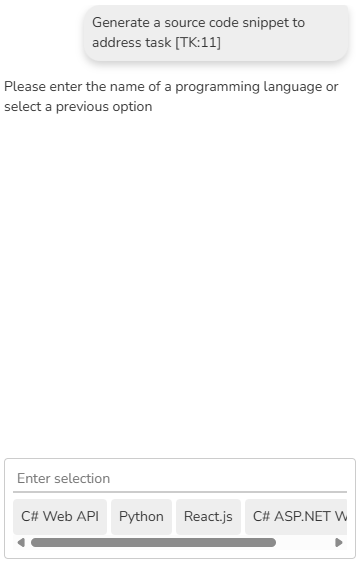 Generate a source code snippet to
address task [TK:11]
Please enter the name of a programming language or
select a previous option
Enter selection
C# Web API Python React.js C# ASP.NET W